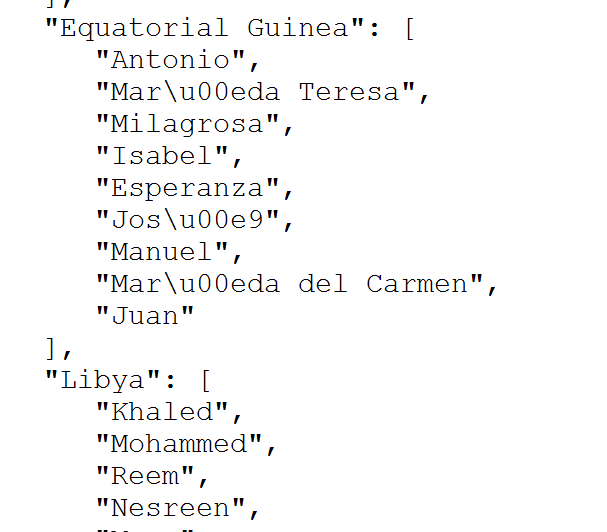 "Equatorial Guinea": [
"Antonio",
"Mar\u00eda Teresa",
"Milagrosa",
"Isabel",
"Esperanza",
"Jos\u00e9",
"Manuel",
"Mar\u00eda del Carmen",
"Juan"
],
"Libya": [
"Khaled",
"Mohammed",
"Reem",
"Nesreen",